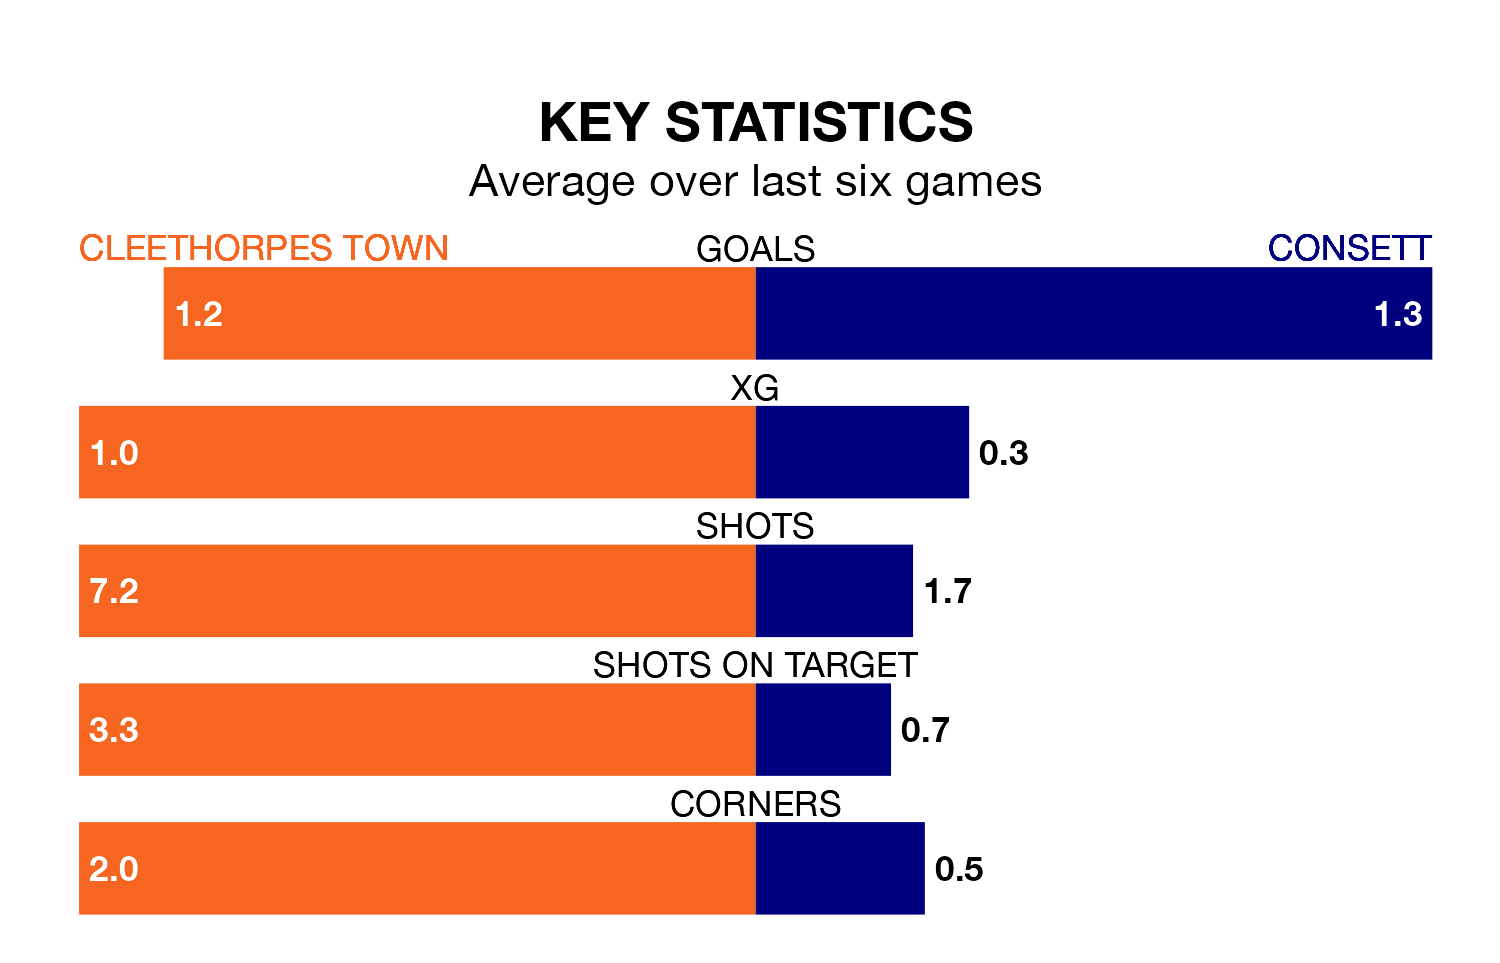 KEY STATISTICS
Average over last six games
CLEETHORPES TOWN GOALS CONSETT
1.2 1.3
XG
1.0 0.3
SHOTS
7.2 1.7
SHOTS ON TARGET
3.3 0.7
CORNERS
2.0 0.5